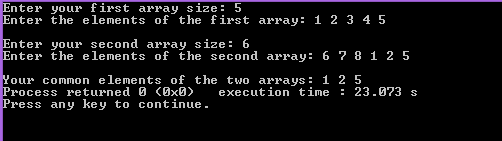 Enter your first array size: 5
Enter the elements of the first array: 1 2 3 4 5
Enter your second array size: 6
Enter the elements of the second array: 6 7 8 1 2 5
Your common elements of the two arrays: 1 2 5
Process returned 0 (0x0)   execution time : 23.073 s
Press any key to continue.